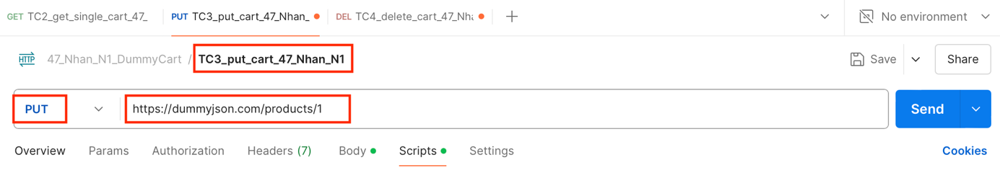 GET TC2_get_single_cart_47_ PUT TC3_put_cart_47_Nhan_ DEL TC4_delete_cart_47_Nha No environment
HTTP 47_Nhan_N1_DummyCart / TC3_put_cart_47_Nhan_N1 Save Share
PUT https://dummyjson.com/products/1 Send
Overview Params Authorization Headers (7) Body Scripts Settings Cookies